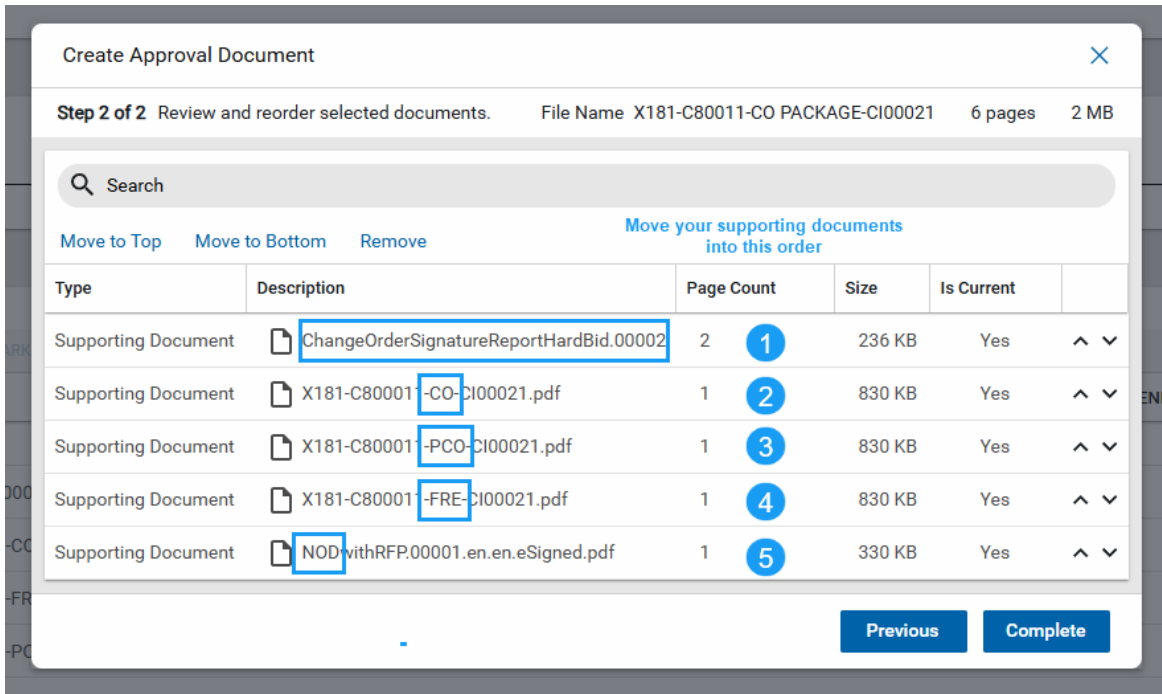 Create Approval Document
Step 2 of 2 Review and reorder selected documents. File Name X181-C80011-CO PACKAGE-CI00021 6 pages 2 MB
Search
Move to Top Move to Bottom Remove
Move your supporting documents
into this order
Type Description Page Count Size Is Current
Supporting Document ChangeOrderSignatureReportHardBid.00002 2 1 236 KB Yes
Supporting Document X181-C800011-CO-CI00021.pdf 1 2 830 KB Yes
Supporting Document X181-C800011-PCO-CI00021.pdf 1 3 830 KB Yes
Supporting Document X181-C800011-FRE-CI00021.pdf 1 4 830 KB Yes
Supporting Document NODwithRFP.00001.en.en.eSigned.pdf 1 5 330 KB Yes
Previous Complete